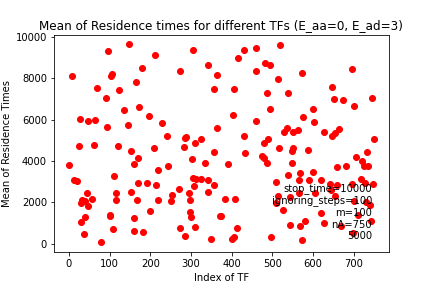 Mean of Residence times for different TFs (E_aa=0, E_ad=3)
Mean of Residence Times
10000
8000
6000
4000
2000
0
stop_time=10000
ignoring_steps=100
m=100
nA=750
5000
0 100 200 300 400 500 600 700
Index of TF